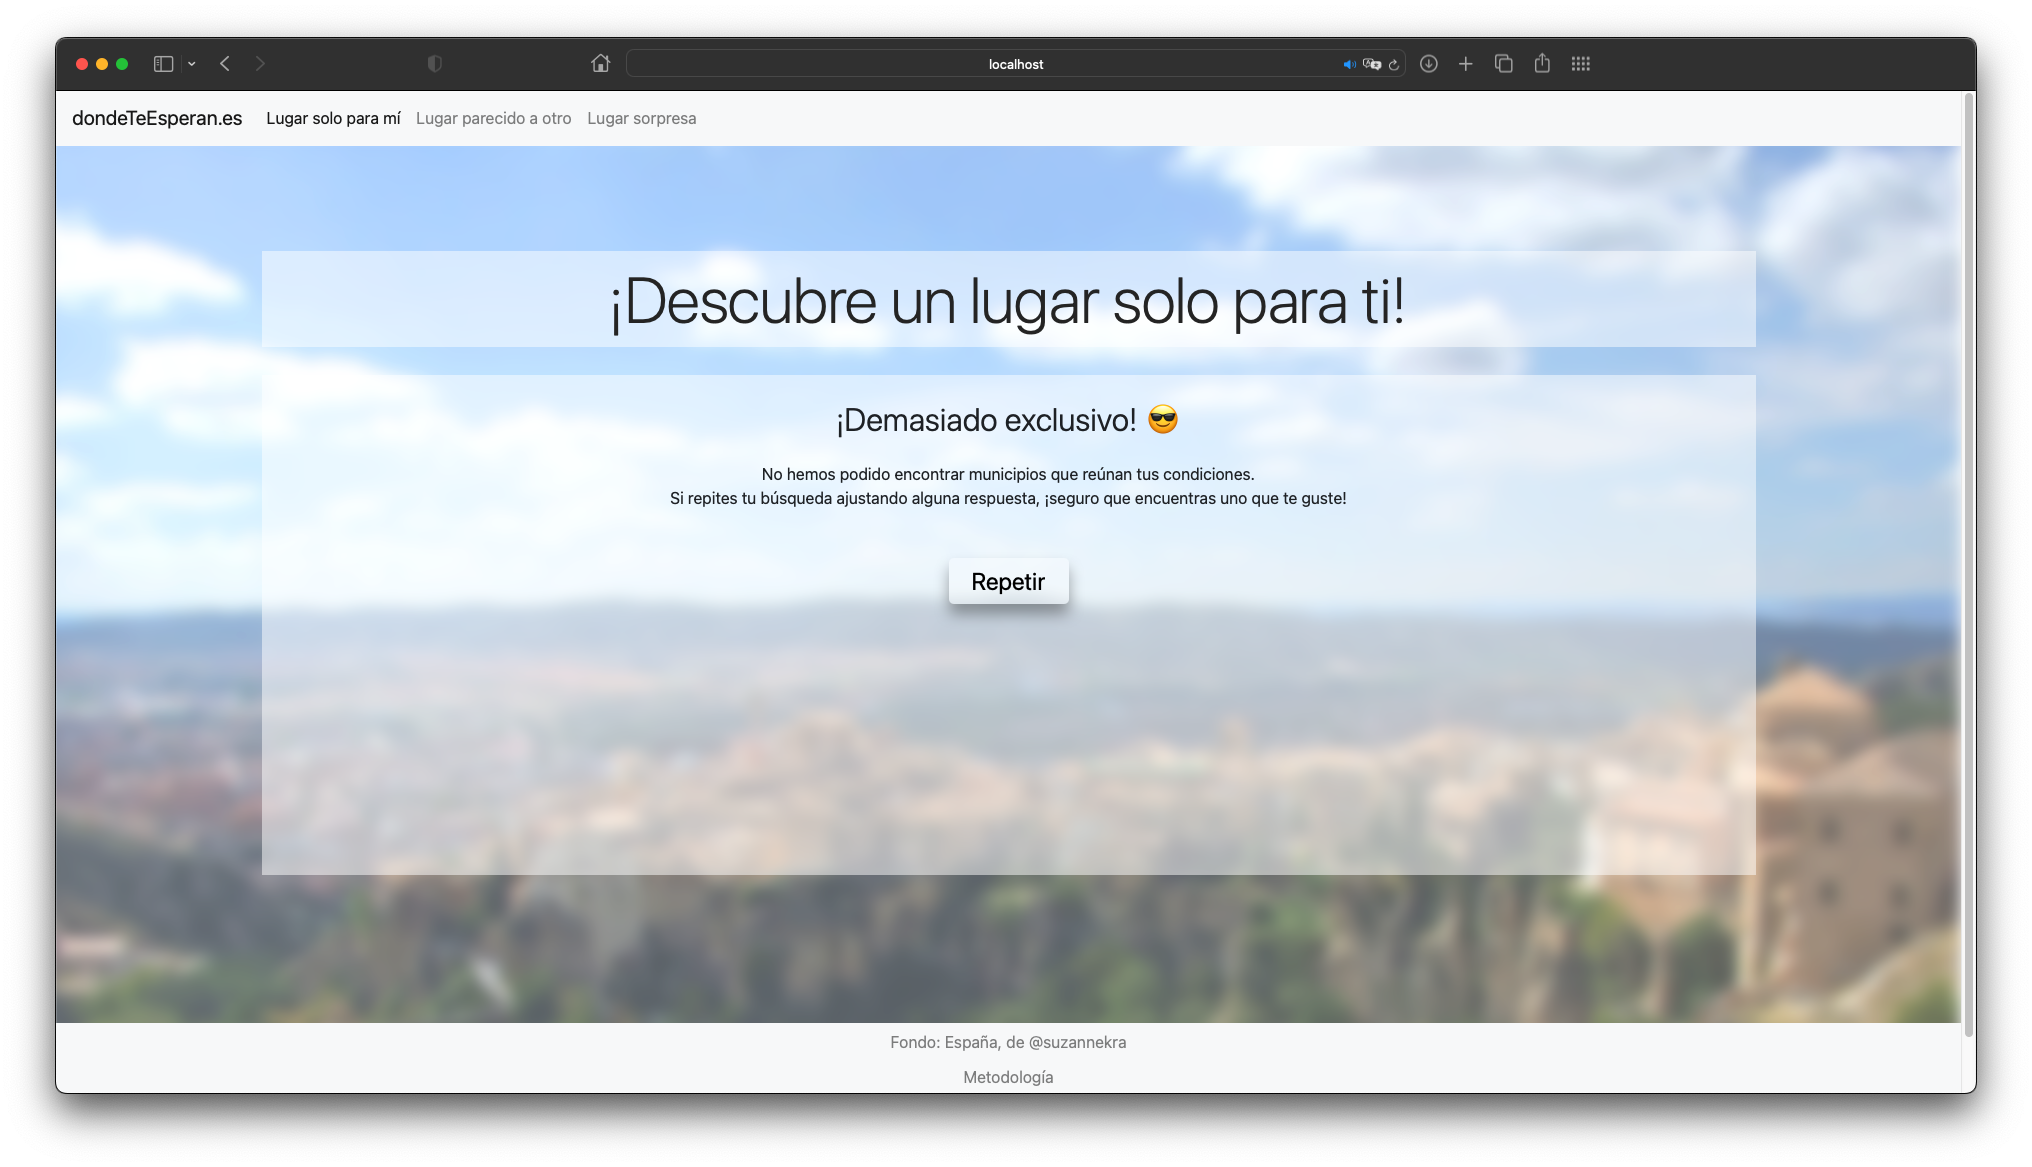 localhost
dondeTeEsperan.es Lugar solo para mí Lugar parecido a otro Lugar sorpresa
¡Descubre un lugar solo para ti!
¡Demasiado exclusivo! 😎
No hemos podido encontrar municipios que reúnan tus condiciones.
Si repites tu búsqueda ajustando alguna respuesta, ¡seguro que encuentras uno que te guste!
Repetir
Fondo: España, de @suzannekra
Metodología